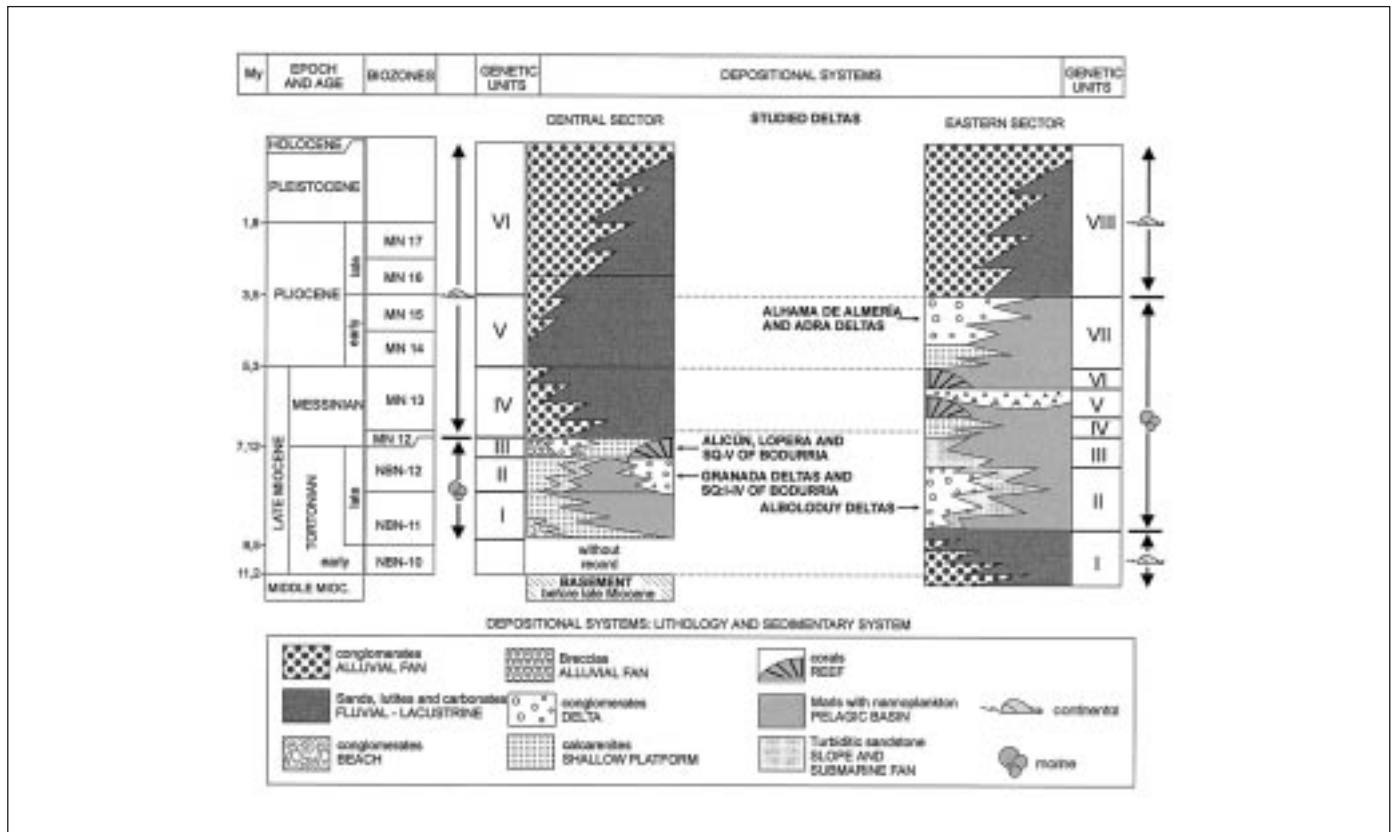 My
EPOCH
AND AGE
BIOZONES
GENETIC
UNITS
DEPOSITIONAL SYSTEMS
GENETIC
UNITS
CENTRAL SECTOR
STUDIED DELTAS
EASTERN SECTOR
HOLOCENE
PLEISTOCENE
1,8
PLIOCENE
late
early
3,5
5,3
LATE MIOCENE
MESSINIAN
7,12
TORTONIAN
late
early
11,2
MIDDLE MIOC.
MN 17
MN 16
MN 15
MN 14
MN 13
MN 12
NBN-12
NBN-11
NBN-10
VI
V
IV
III
II
I
without
record
BASEMENT
before late Miocene
ALHAMA DE ALMERÍA
AND ADRA DELTAS
ALICÚN, LOPERA AND
SQ-V OF BODURRIA
GRANADA DELTAS AND
SQ:I-IV OF BODURRIA
ALBOLODUY DELTAS
VIII
VII
VI
V
IV
III
II
I
DEPOSITIONAL SYSTEMS: LITHOLOGY AND SEDIMENTARY SYSTEM
conglomerates
ALLUVIAL FAN
Sands, lutites and carbonates
FLUVIAL - LACUSTRINE
conglomerates
BEACH
Breccias
ALLUVIAL FAN
conglomerates
DELTA
calcarenites
SHALLOW PLATFORM
corals
REEF
Marls with nannoplankton
PELAGIC BASIN
Turbiditic sandstone
SLOPE AND
SUBMARINE FAN
continental
marine